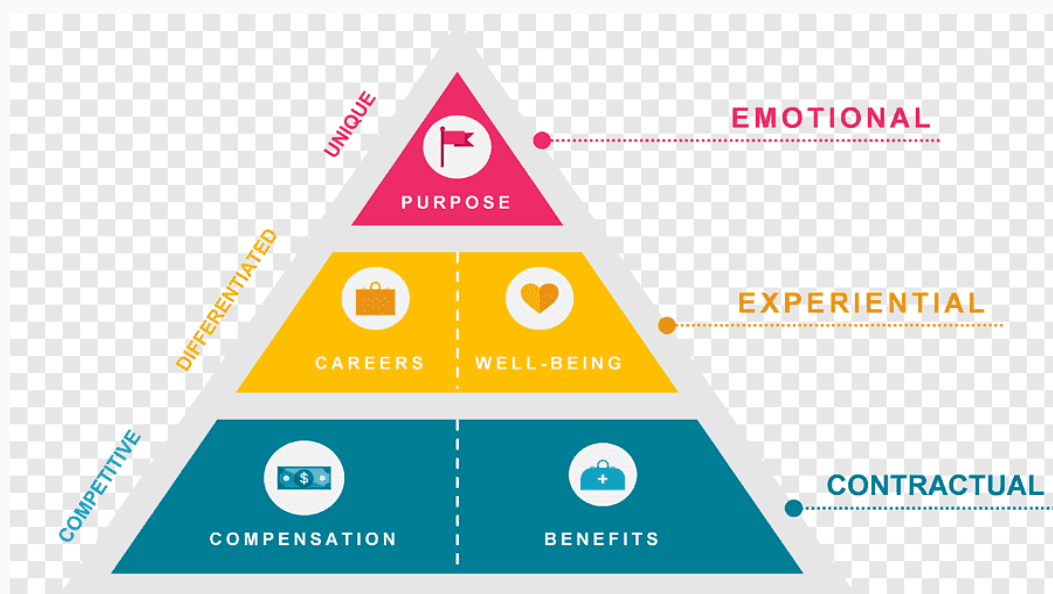 UNIQUE
EMOTIONAL
PURPOSE
DIFFERENTIATED
EXPERIENTIAL
CAREERS
WELL-BEING
COMPETITIVE
CONTRACTUAL
$
COMPENSATION
BENEFITS